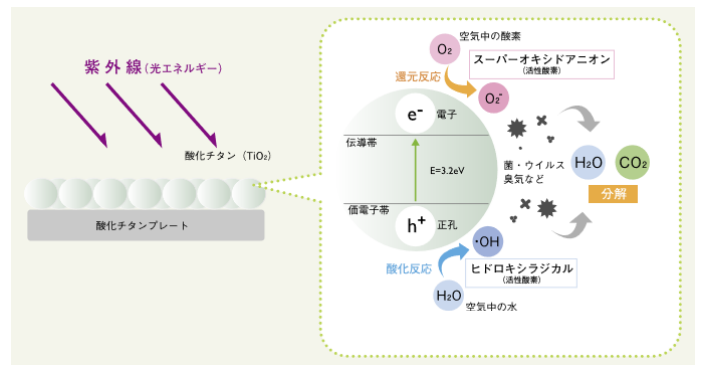 紫外線(光エネルギー)
酸化チタン（TiO₂）
酸化チタンプレート
空気中の酸素
O₂
スーパーオキシドアニオン
(活性酸素)
還元反応
O₂⁻
e⁻ 電子
伝導帯
E=3.2eV
菌・ウイルス
臭気など
H₂O CO₂
分解
価電子帯
h⁺ 正孔
・OH
酸化反応
ヒドロキシラジカル
(活性酸素)
H₂O
空気中の水